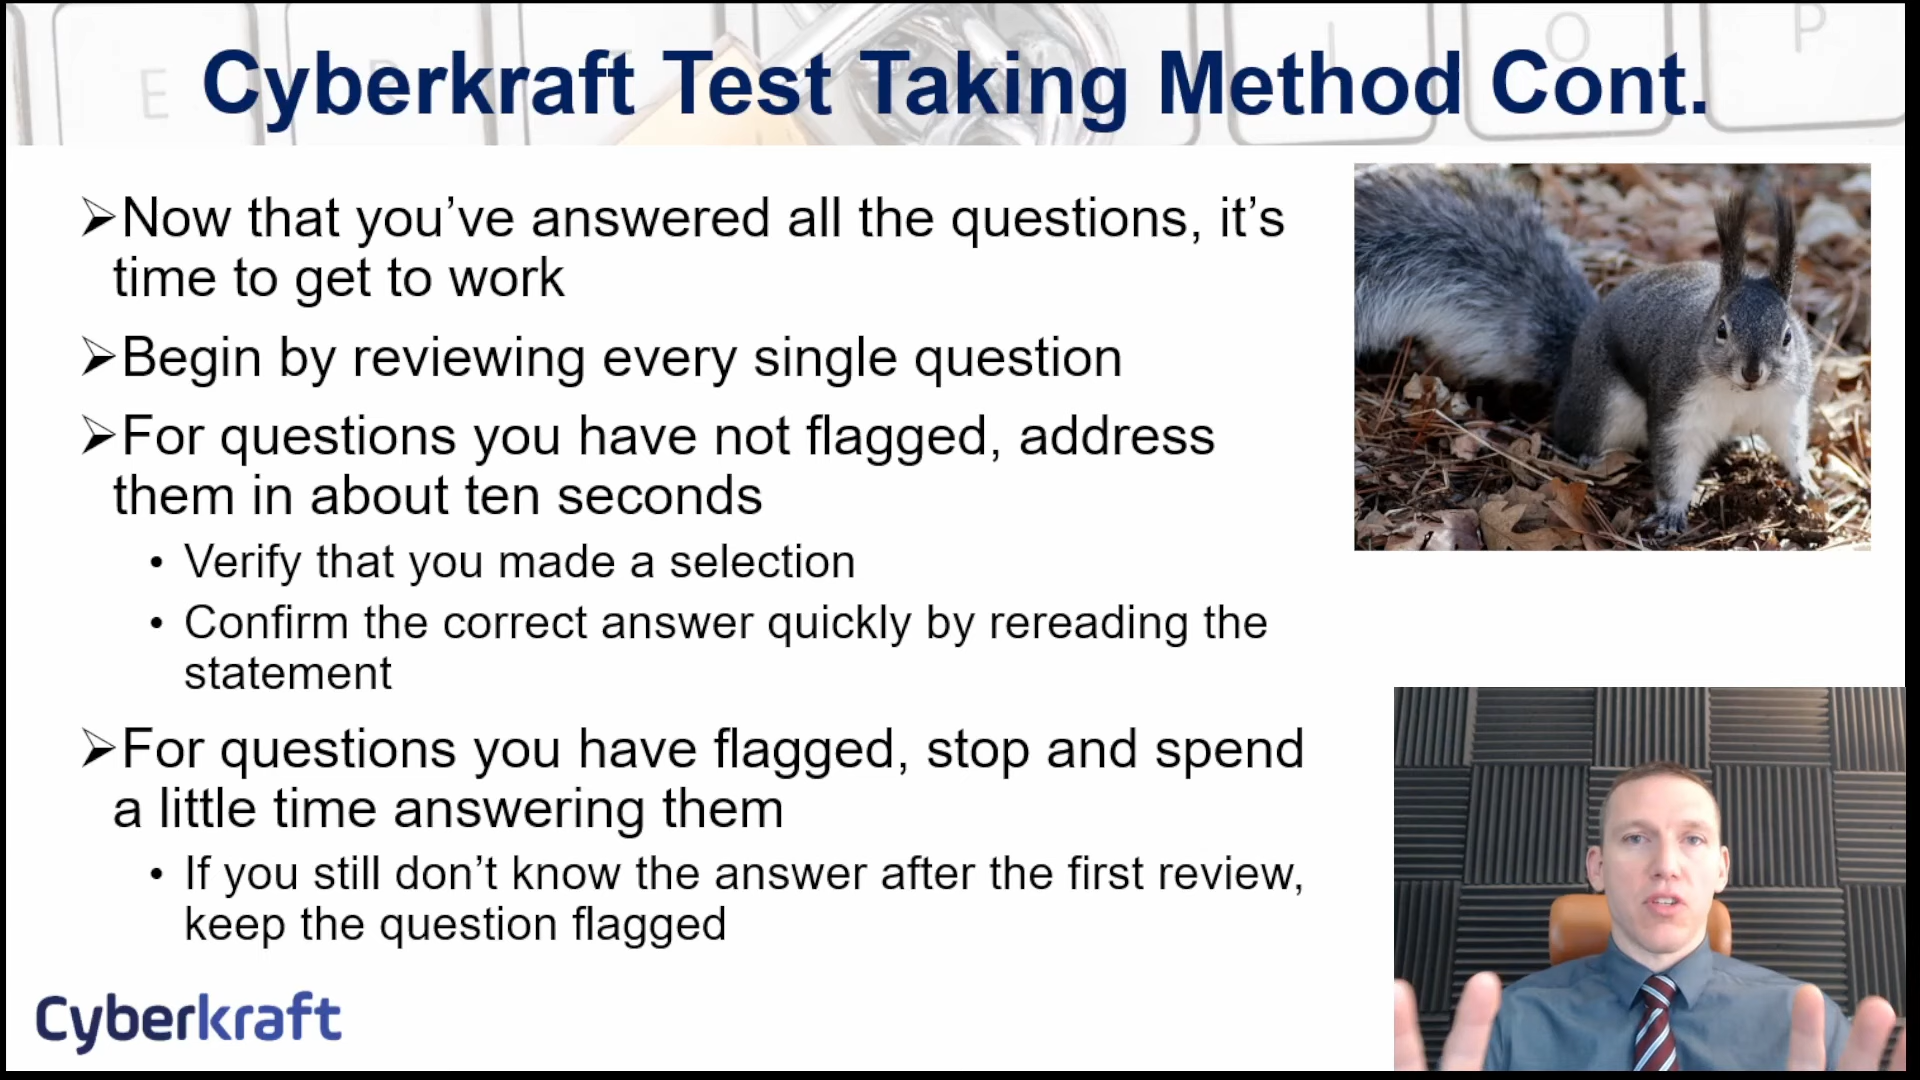 Cyberkraft Test Taking Method Cont.
➢Now that you’ve answered all the questions, it’s
time to get to work
➢Begin by reviewing every single question
➢For questions you have not flagged, address
them in about ten seconds
• Verify that you made a selection
• Confirm the correct answer quickly by rereading the
statement
➢For questions you have flagged, stop and spend
a little time answering them
• If you still don’t know the answer after the first review,
keep the question flagged
Cyberkraft